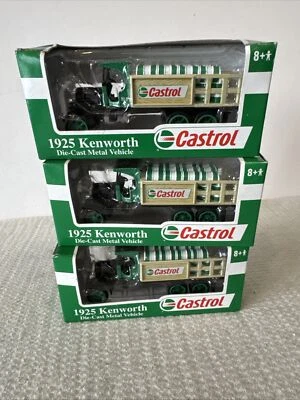 8+
Castrol
1925 Kenworth
Die-Cast Metal Vehicle
Castrol
8+
Castrol
1925 Kenworth
Die-Cast Metal Vehicle
Castrol
8+
Castrol
1925 Kenworth
Die-Cast Metal Vehicle
Castrol